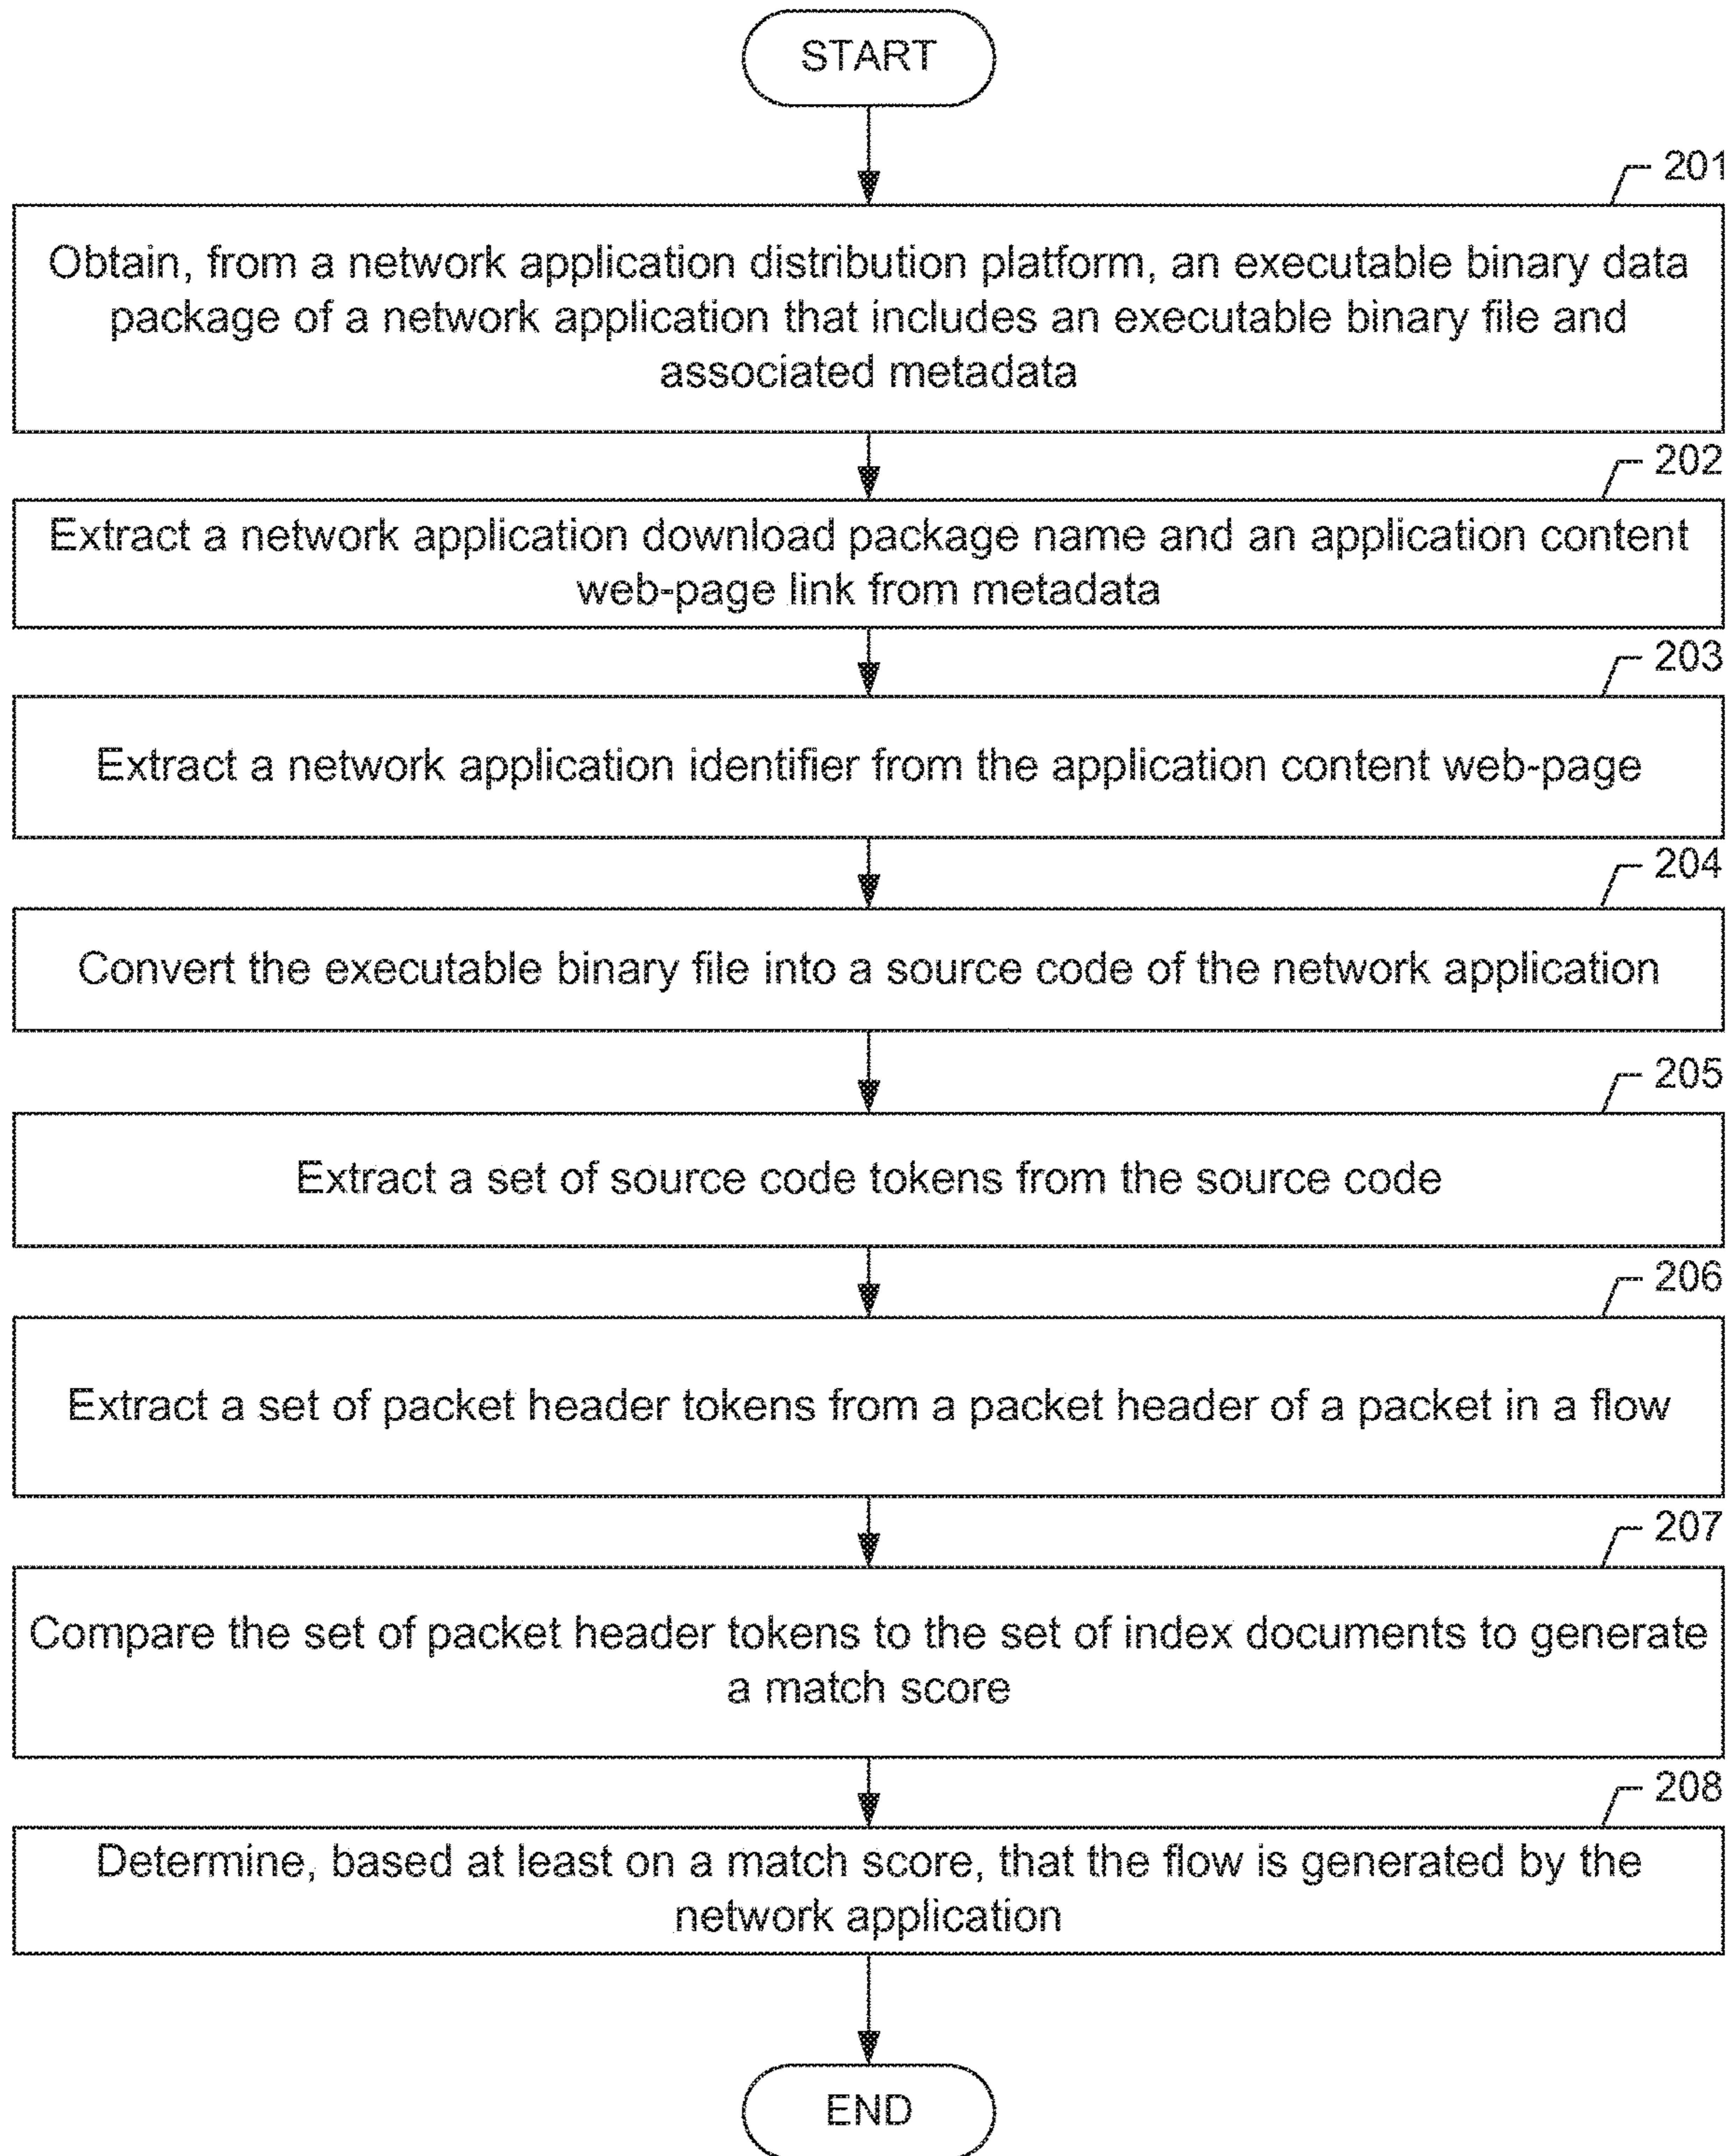 START
201
Obtain, from a network application distribution platform, an executable binary data
package of a network application that includes an executable binary file and
associated metadata
202
Extract a network application download package name and an application content
web-page link from metadata
203
Extract a network application identifier from the application content web-page
204
Convert the executable binary file into a source code of the network application
205
Extract a set of source code tokens from the source code
206
Extract a set of packet header tokens from a packet header of a packet in a flow
207
Compare the set of packet header tokens to the set of index documents to generate
a match score
208
Determine, based at least on a match score, that the flow is generated by the
network application
END